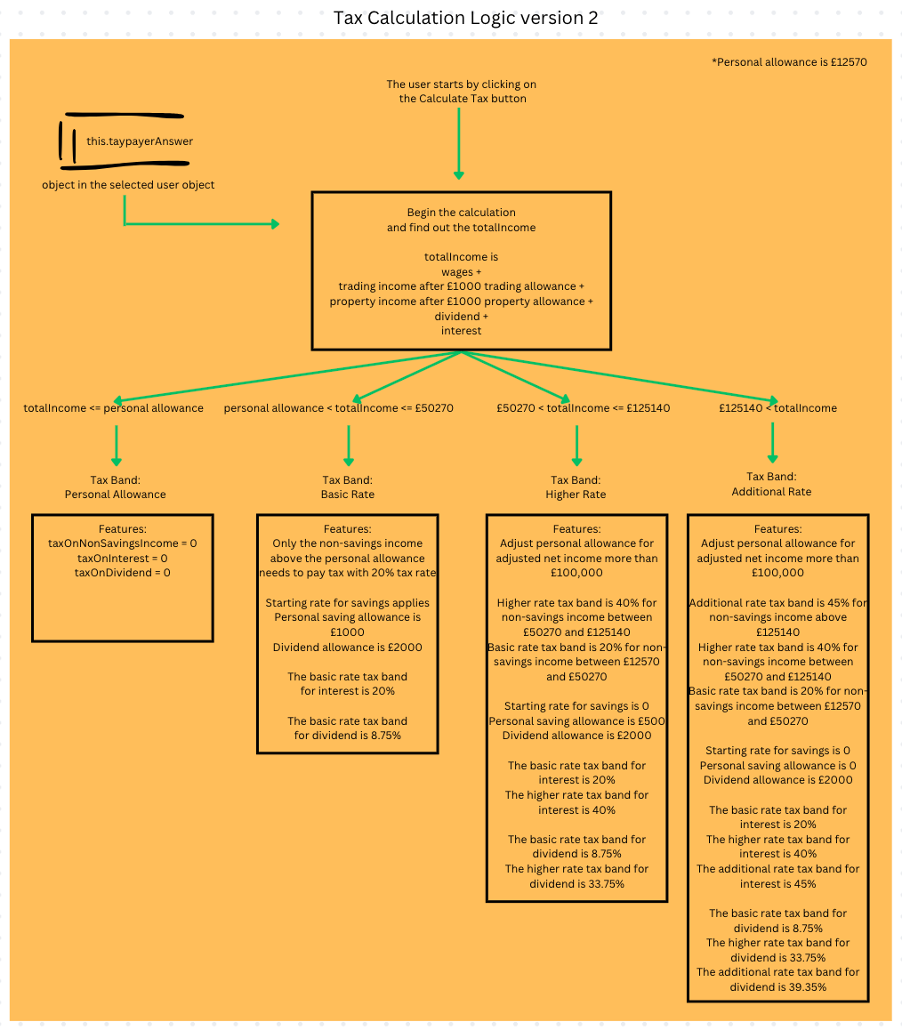 Tax Calculation Logic version 2
*Personal allowance is £12570
The user starts by clicking on
the Calculate Tax button
this.taypayerAnswer
object in the selected user object
Begin the calculation
and find out the totalIncome
totalIncome is
wages +
trading income after £1000 trading allowance +
property income after £1000 property allowance +
dividend +
interest
totalIncome <= personal allowance
personal allowance < totalIncome <= £50270
£50270 < totalIncome <= £125140
£125140 < totalIncome
Tax Band:
Personal Allowance
Features:
taxOnNonSavingsIncome = 0
taxOnInterest = 0
taxOnDividend = 0
Tax Band:
Basic Rate
Features:
Only the non-savings income
above the personal allowance
needs to pay tax with 20% tax rate
Starting rate for savings applies
Personal saving allowance is
£1000
Dividend allowance is £2000
The basic rate tax band
for interest is 20%
The basic rate tax band
for dividend is 8.75%
Tax Band:
Higher Rate
Features:
Adjust personal allowance for
adjusted net income more than
£100,000
Higher rate tax band is 40% for
non-savings income between
£50270 and £125140
Basic rate tax band is 20% for non-
savings income between £12570
and £50270
Starting rate for savings is 0
Personal saving allowance is £500
Dividend allowance is £2000
The basic rate tax band for
interest is 20%
The higher rate tax band for
interest is 40%
The basic rate tax band for
dividend is 8.75%
The higher rate tax band for
dividend is 33.75%
Tax Band:
Additional Rate
Features:
Adjust personal allowance for
adjusted net income more than
£100,000
Additional rate tax band is 45% for
non-savings income above
£125140
Higher rate tax band is 40% for
non-savings income between
£50270 and £125140
Basic rate tax band is 20% for non-
savings income between £12570
and £50270
Starting rate for savings is 0
Personal saving allowance is 0
Dividend allowance is £2000
The basic rate tax band for
interest is 20%
The higher rate tax band for
interest is 40%
The additional rate tax band for
interest is 45%
The basic rate tax band for
dividend is 8.75%
The higher rate tax band for
dividend is 33.75%
The additional rate tax band for
dividend is 39.35%